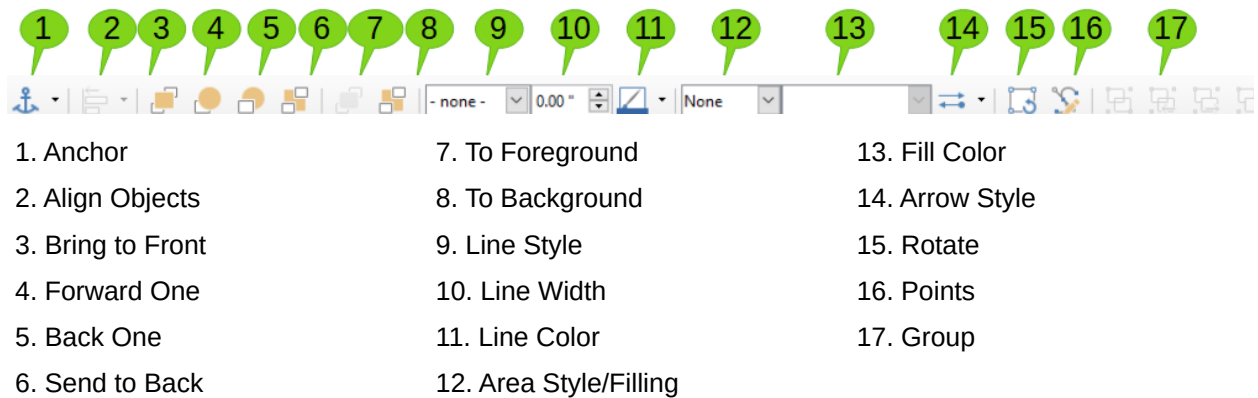 1 2 3 4 5 6 7 8 9 10 11 12 13 14 15 16 17
- none - 0.00 " None
1. Anchor
2. Align Objects
3. Bring to Front
4. Forward One
5. Back One
6. Send to Back
7. To Foreground
8. To Background
9. Line Style
10. Line Width
11. Line Color
12. Area Style/Filling
13. Fill Color
14. Arrow Style
15. Rotate
16. Points
17. Group